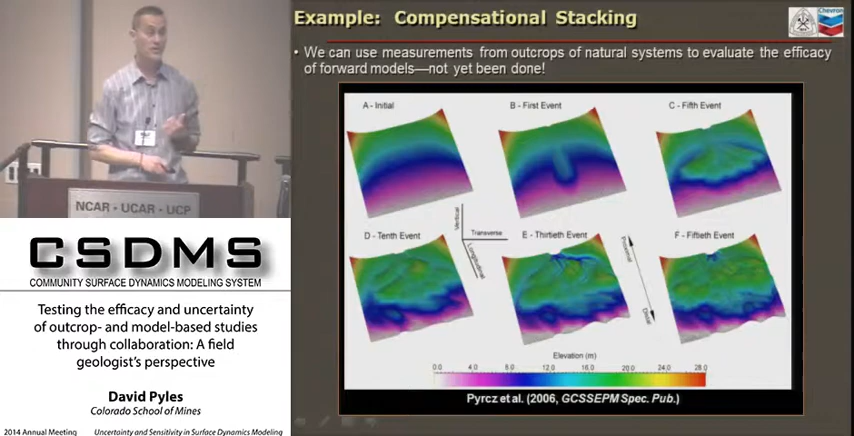 Example: Compensational Stacking
Chevron
• We can use measurements from outcrops of natural systems to evaluate the efficacy
of forward models—not yet been done!
A - Initial
B - First Event
C - Fifth Event
D - Tenth Event
Vertical
Transverse
Longitudinal
E - Thirtieth Event
Proximal
Distal
F - Fiftieth Event
Elevation (m)
0.0 4.0 8.0 12.0 16.0 20.0 24.0 28.0
Pyrcz et al. (2006, GCSSEPM Spec. Pub.)
NCAR - UCAR - UCP
CSDMS
COMMUNITY SURFACE DYNAMICS MODELING SYSTEM
Testing the efficacy and uncertainty
of outcrop- and model-based studies
through collaboration: A field
geologist's perspective
David Pyles
Colorado School of Mines
2014 Annual Meeting Uncertainty and Sensitivity in Surface Dynamics Modeling